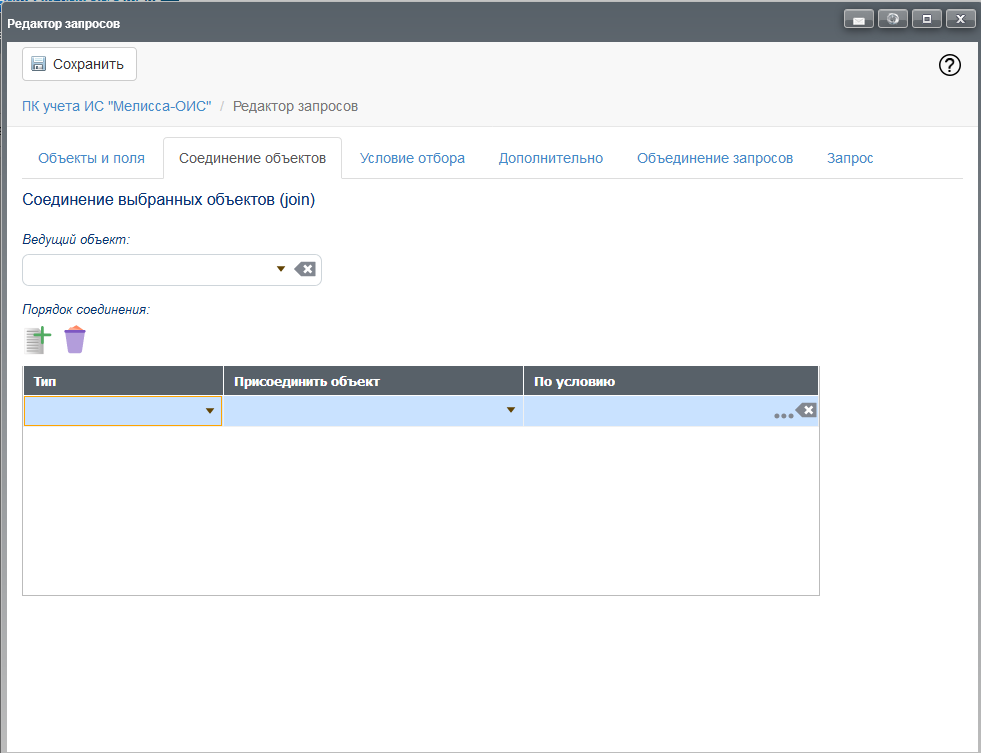 Редактор запросов
Сохранить
ПК учета ИС "Мелисса-ОИС" / Редактор запросов
Объекты и поля Соединение объектов Условие отбора Дополнительно Объединение запросов Запрос
Соединение выбранных объектов (join)
Ведущий объект:
Порядок соединения:
Тип Присоединить объект По условию